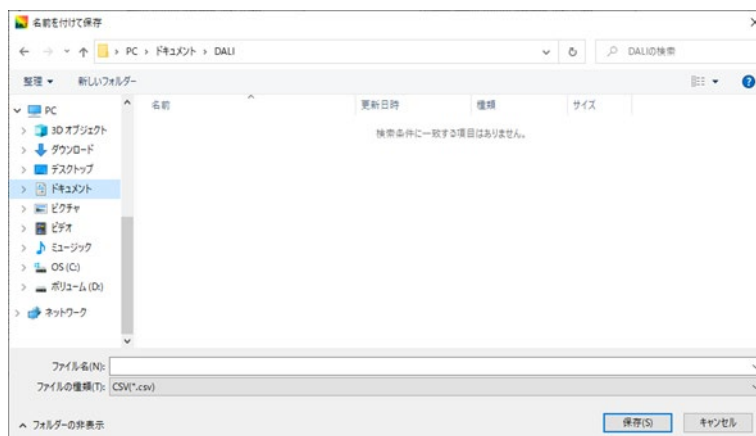 名前を付けて保存
PC › ドキュメント › DALI
DALIの検索
整理 新しいフォルダー
名前 更新日時 種類 サイズ
検索条件に一致する項目はありません。
PC
3D オブジェクト
ダウンロード
デスクトップ
ドキュメント
ピクチャ
ビデオ
ミュージック
OS (C:)
ボリューム (D:)
ネットワーク
ファイル名(N):
ファイルの種類(T): CSV(*.csv)
フォルダーの非表示 保存(S) キャンセル